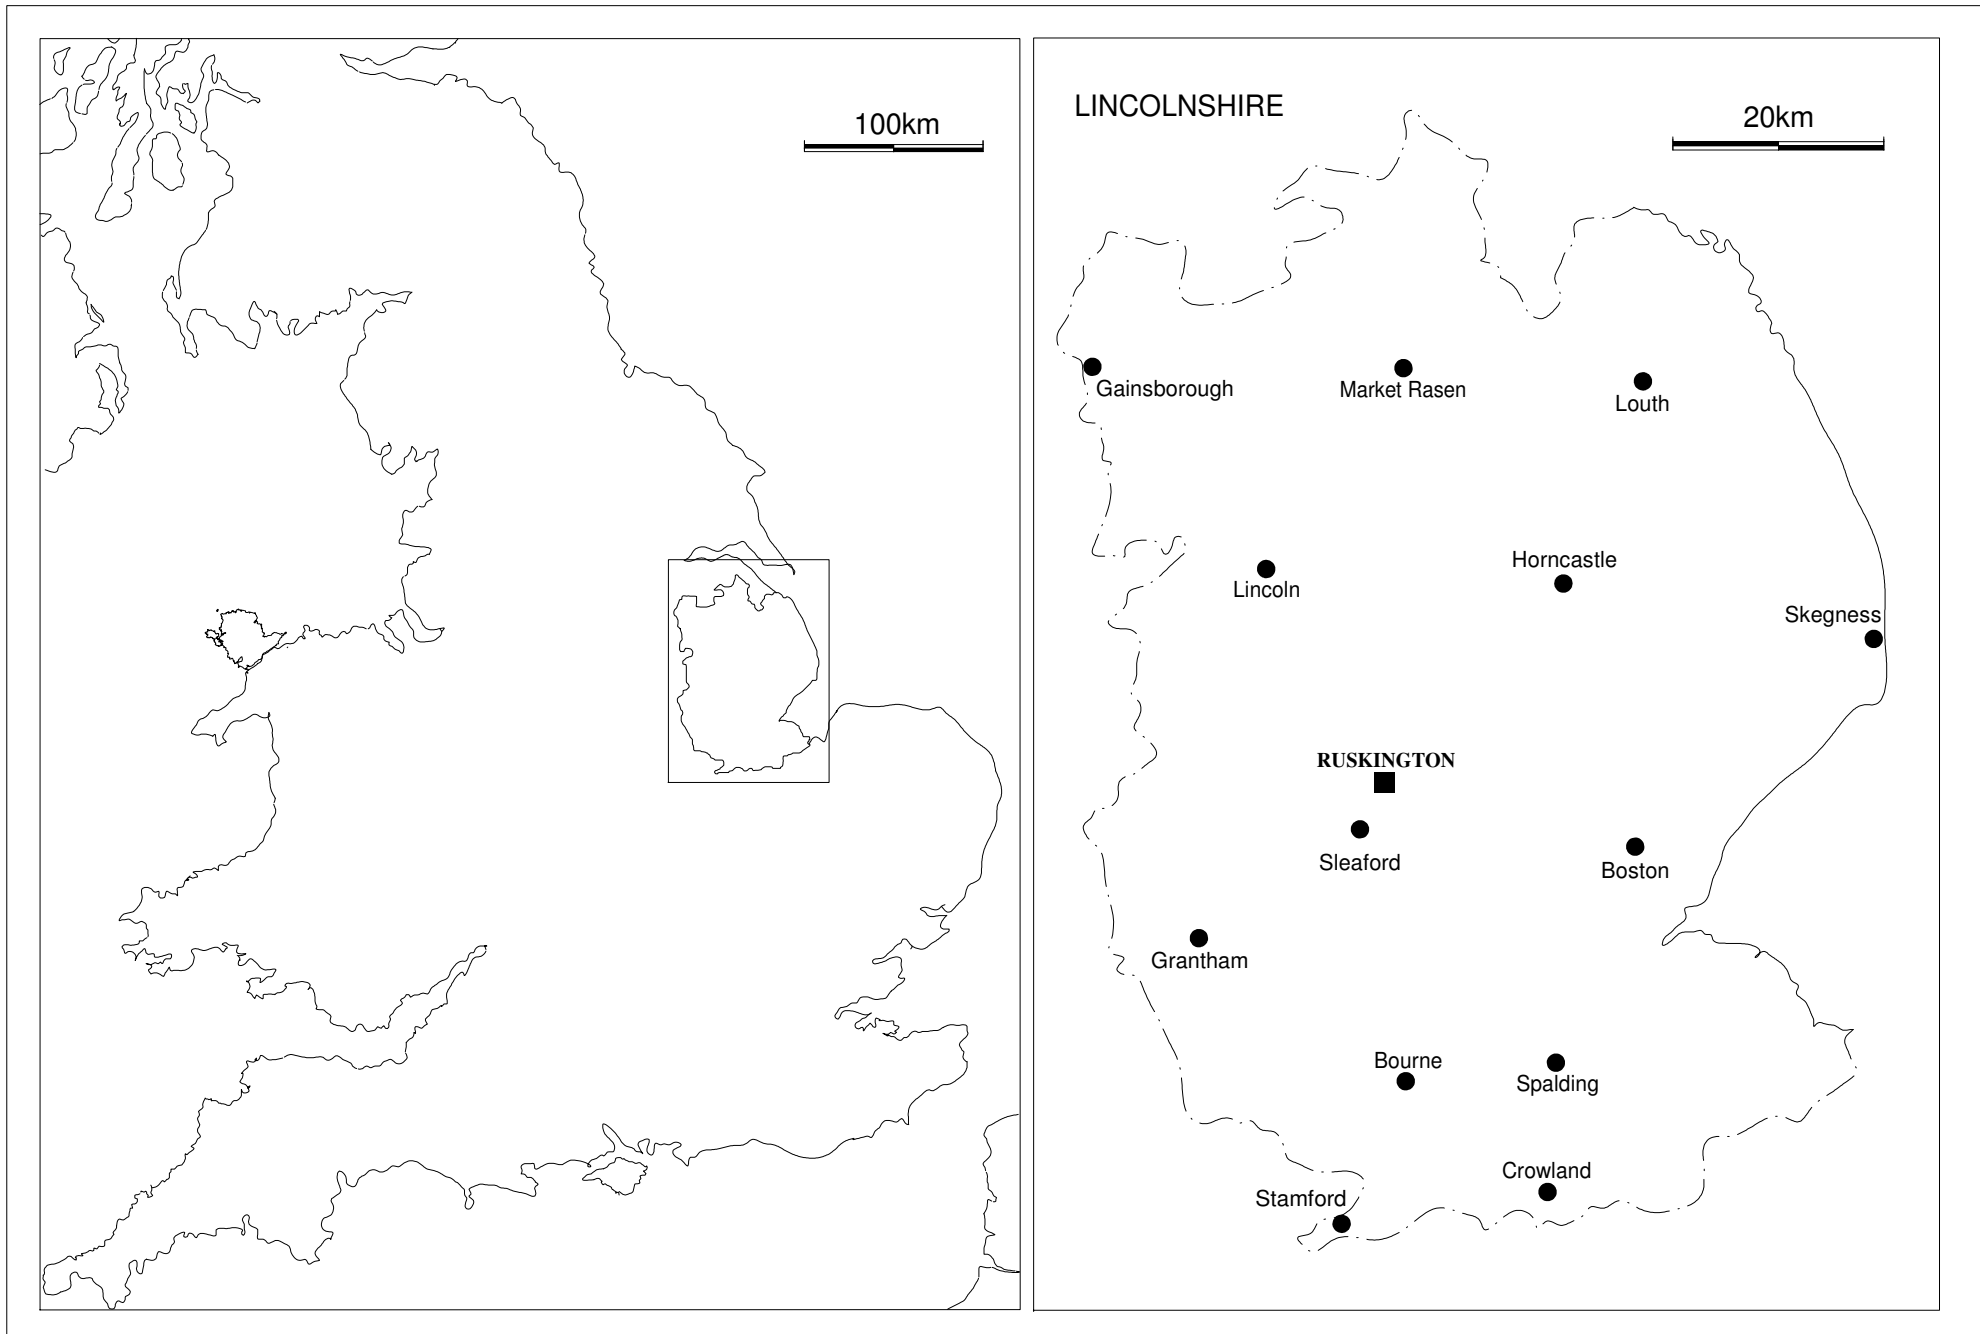 100km
LINCOLNSHIRE
20km
Gainsborough
Market Rasen
Louth
Horncastle
Lincoln
Skegness
RUSKINGTON
Sleaford
Boston
Grantham
Bourne
Spalding
Crowland
Stamford